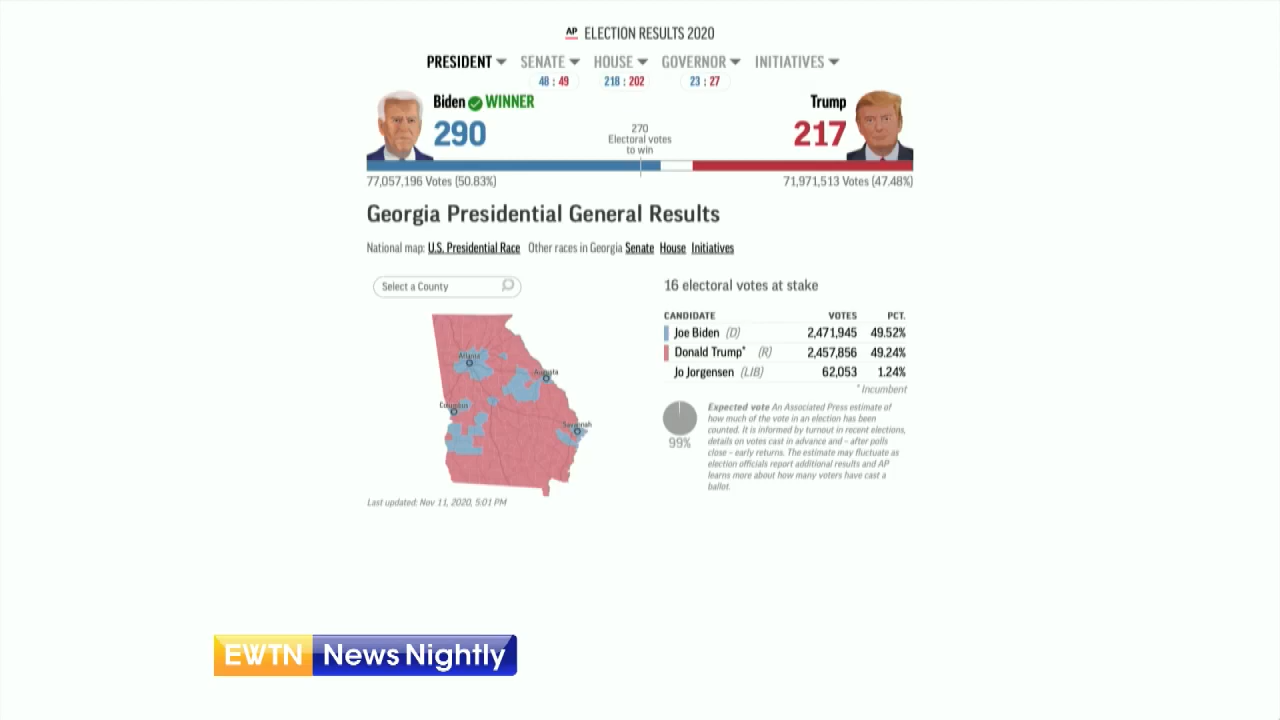 AP ELECTION RESULTS 2020
PRESIDENT SENATE HOUSE GOVERNOR INITIATIVES
48 : 49 218 : 202 23 : 27
Biden WINNER
290
270
Electoral votes
to win
Trump
217
77,057,196 Votes (50.83%)
71,971,513 Votes (47.48%)
Georgia Presidential General Results
National map: U.S. Presidential Race Other races in Georgia Senate House Initiatives
Select a County
Atlanta
Augusta
Columbus
Savannah
Last updated: Nov 11, 2020, 5:01 PM
16 electoral votes at stake
CANDIDATE VOTES PCT.
Joe Biden (D) 2,471,945 49.52%
Donald Trump* (R) 2,457,856 49.24%
Jo Jorgensen (LIB) 62,053 1.24%
* Incumbent
99%
Expected vote An Associated Press estimate of
how much of the vote in an election has been
counted. It is informed by turnout in recent elections,
details on votes cast in advance and – after polls
close – early returns. The estimate may fluctuate as
election officials report additional results and AP
learns more about how many voters have cast a
ballot.
EWTN News Nightly